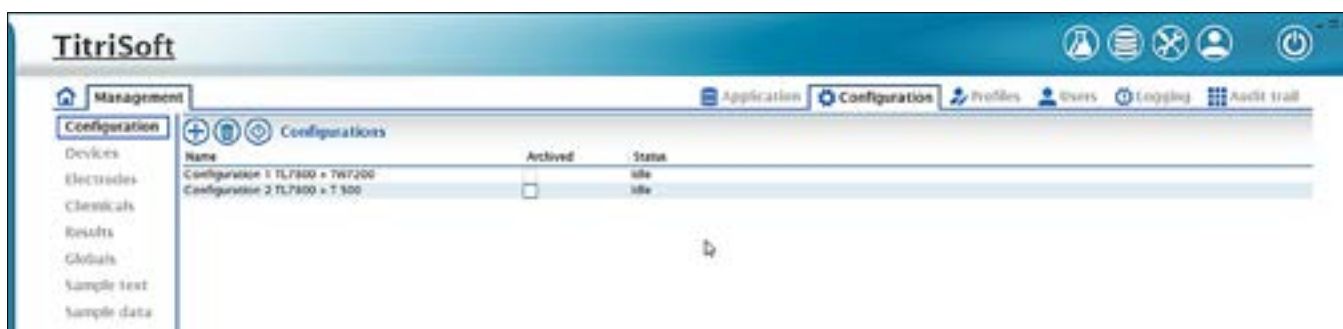 TitriSoft
Management
Application Configuration Profiles Users Logging Audit trail
Configuration
Configurations
Devices
Name Archived Status
Electrodes
Configuration 1 TL7800 + TW7200 Idle
Configuration 2 TL7800 + T 500 Idle
Chemicals
Results
Globals
Sample text
Sample data